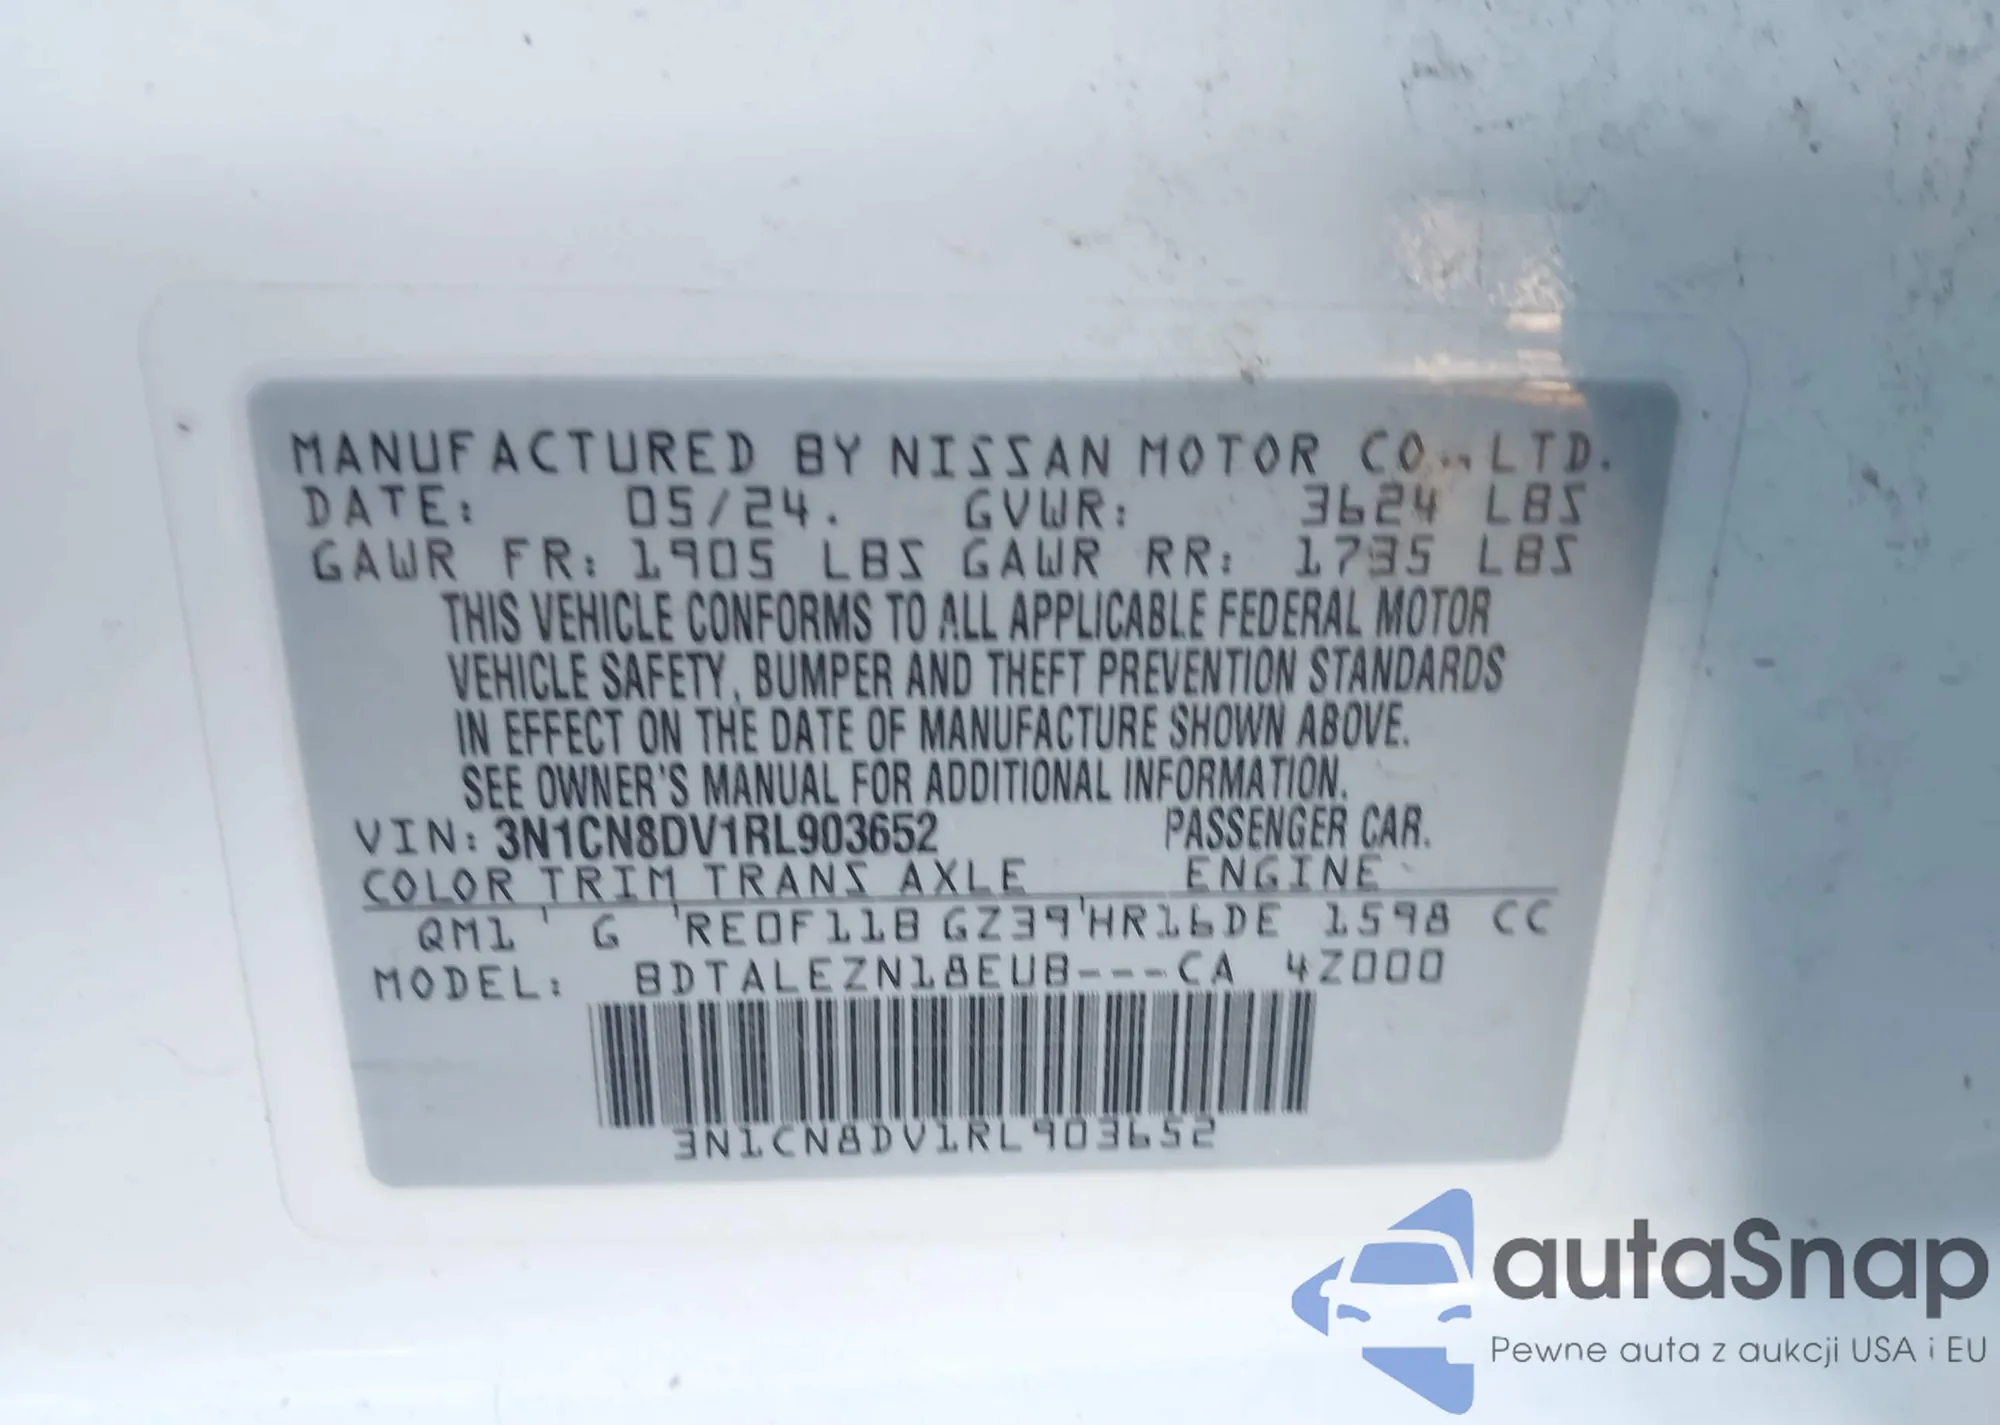 MANUFACTURED BY NISSAN MOTOR CO., LTD.
DATE: 05/24. GVWR: 3624 LBS
GAWR FR: 1905 LBS GAWR RR: 1735 LBS
THIS VEHICLE CONFORMS TO ALL APPLICABLE FEDERAL MOTOR
VEHICLE SAFETY, BUMPER AND THEFT PREVENTION STANDARDS
IN EFFECT ON THE DATE OF MANUFACTURE SHOWN ABOVE.
SEE OWNER'S MANUAL FOR ADDITIONAL INFORMATION.
VIN: 3N1CN8DV1RL903652 PASSENGER CAR.
COLOR TRIM TRANS AXLE ENGINE
QM1 G RE0F11B GZ39 HR16DE 1598 CC
MODEL: BDTALEZN18EUB---CA 4Z000
3N1CN8DV1RL903652
autaSnap
Pewne auta z aukcji USA i EU